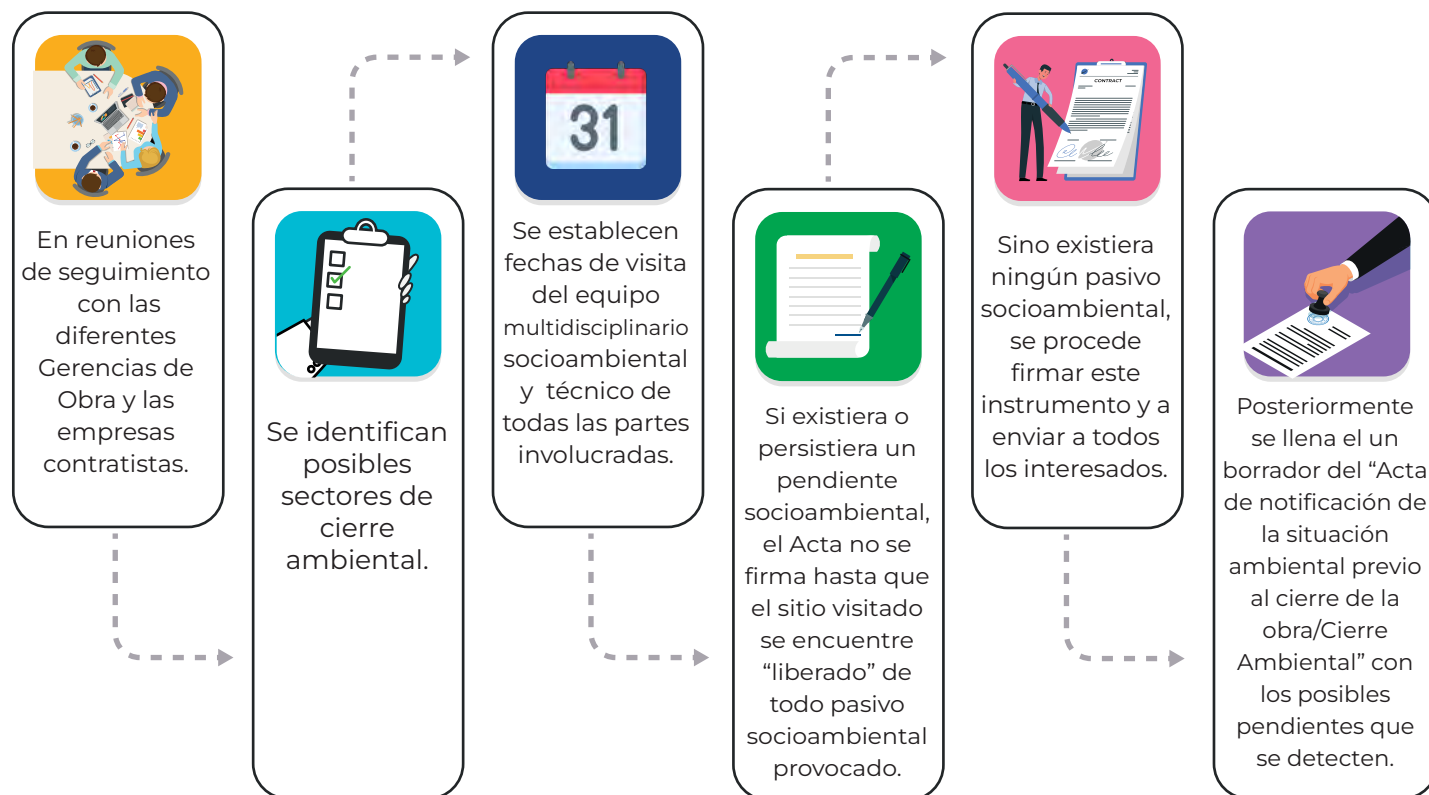 En reuniones
de seguimiento
con las
diferentes
Gerencias de
Obra y las
empresas
contratistas.
Se identifican
posibles
sectores de
cierre
ambiental.
31
Se establecen
fechas de visita
del equipo
multidisciplinario
socioambiental
y técnico de
todas las partes
involucradas.
Si existiera o
persistiera un
pendiente
socioambiental,
el Acta no se
firma hasta que
el sitio visitado
se encuentre
“liberado” de
todo pasivo
socioambiental
provocado.
CONTRACT
Sino existiera
ningún pasivo
socioambiental,
se procede
firmar este
instrumento y a
enviar a todos
los interesados.
Posteriormente
se llena el un
borrador del “Acta
de notificación de
la situación
ambiental previo
al cierre de la
obra/Cierre
Ambiental” con
los posibles
pendientes que
se detecten.